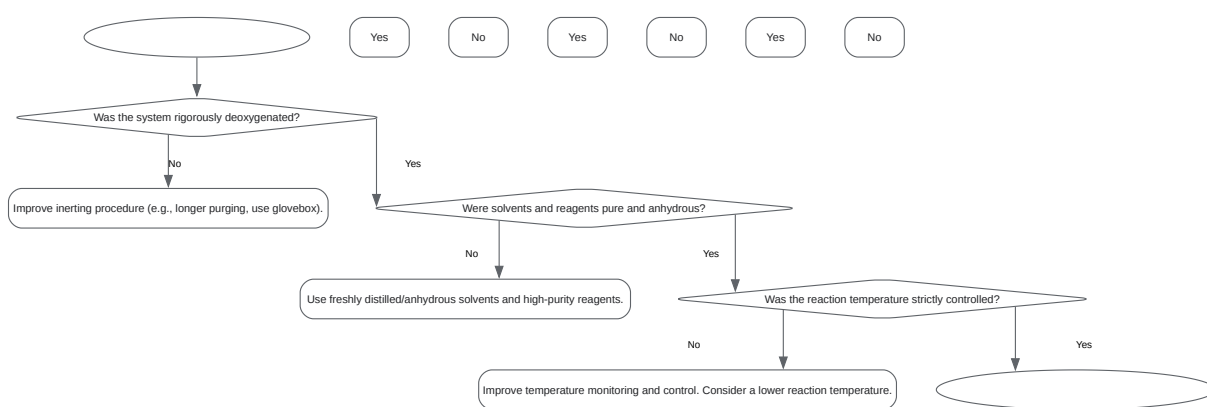 Yes
No
Yes
No
Yes
No
Was the system rigorously deoxygenated?
No
Yes
Improve inerting procedure (e.g., longer purging, use glovebox).
Were solvents and reagents pure and anhydrous?
No
Yes
Use freshly distilled/anhydrous solvents and high-purity reagents.
Was the reaction temperature strictly controlled?
No
Yes
Improve temperature monitoring and control. Consider a lower reaction temperature.